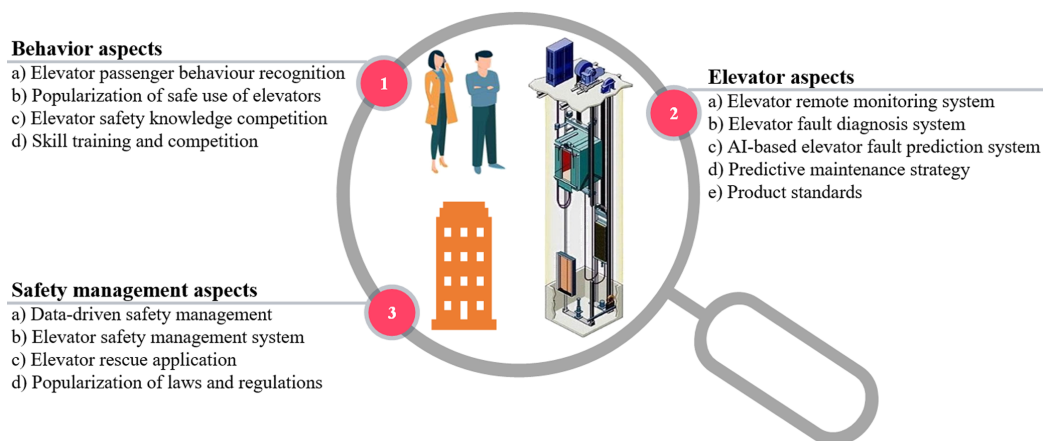 Behavior aspects
a) Elevator passenger behaviour recognition
b) Popularization of safe use of elevators
c) Elevator safety knowledge competition
d) Skill training and competition
1
Elevator aspects
a) Elevator remote monitoring system
b) Elevator fault diagnosis system
c) AI-based elevator fault prediction system
d) Predictive maintenance strategy
e) Product standards
2
Safety management aspects
a) Data-driven safety management
b) Elevator safety management system
c) Elevator rescue application
d) Popularization of laws and regulations
3